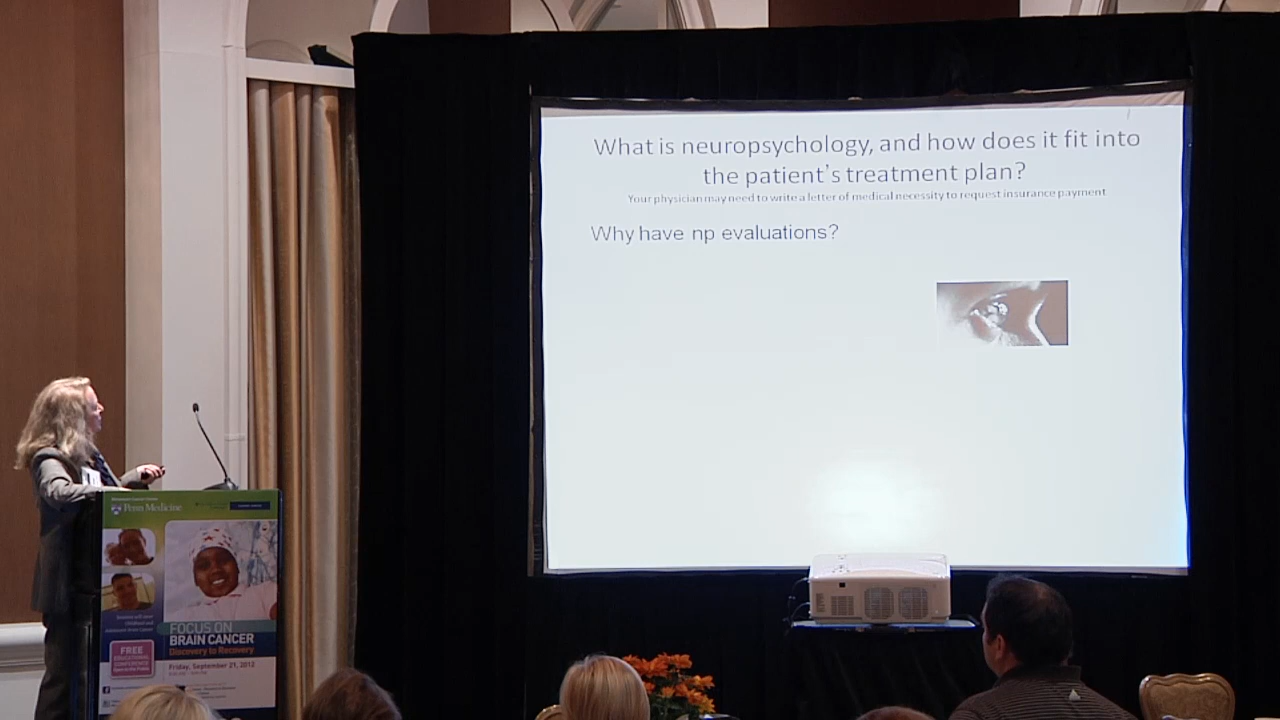 What is neuropsychology, and how does it fit into
the patient's treatment plan?
Your physician may need to write a letter of medical necessity to request insurance payment
Why have np evaluations?
Penn Medicine
FOCUS ON
BRAIN CANCER
Discovery to Recovery
FREE
EDUCATIONAL
CONFERENCE
Friday, September 21, 2012